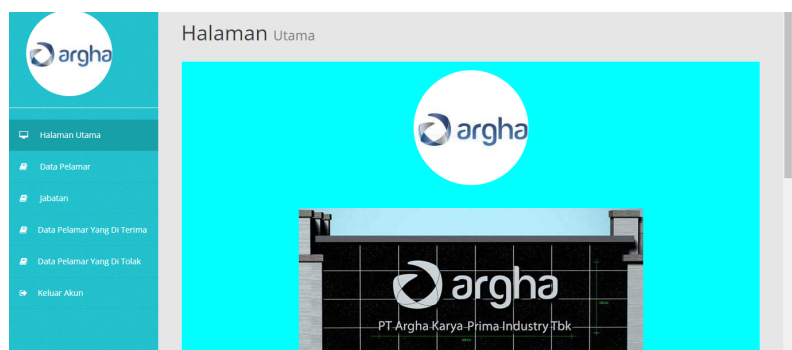 argha
Halaman Utama
Data Pelamar
Jabatan
Data Pelamar Yang Di Terima
Data Pelamar Yang Di Tolak
Keluar Akun
Halaman Utama
argha
argha
PT Argha Karya Prima Industry Tbk